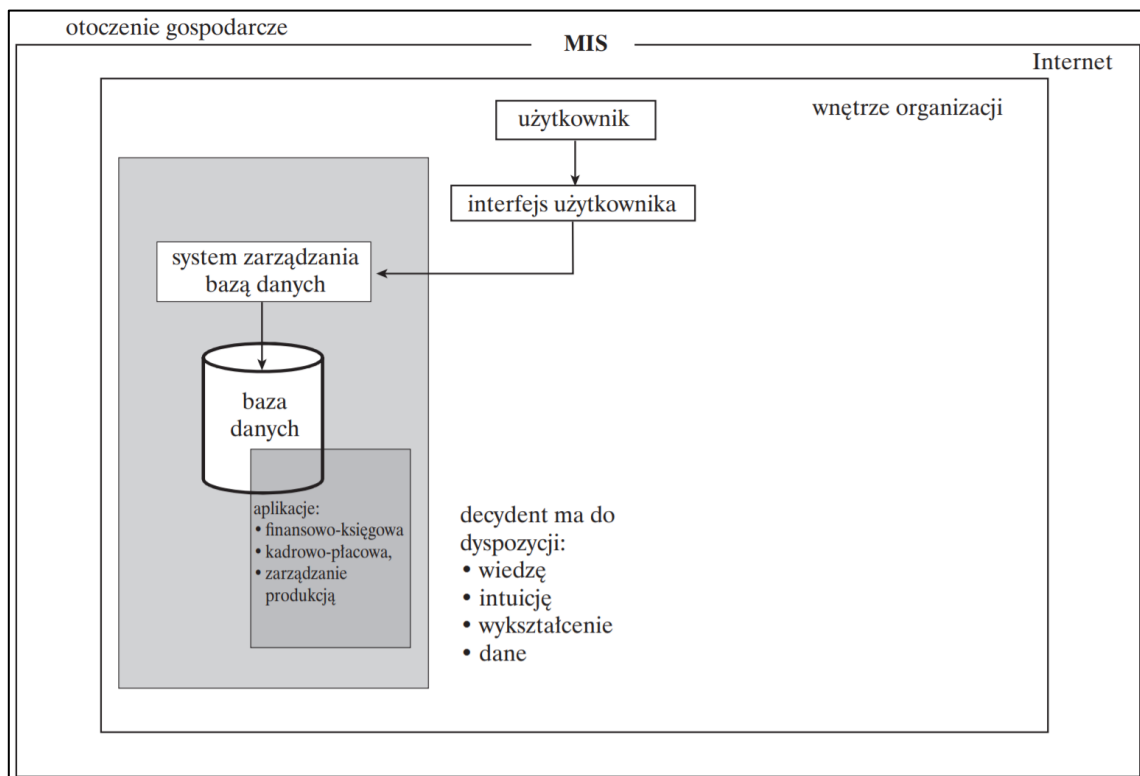 otoczenie gospodarcze
MIS
Internet
wnętrze organizacji
użytkownik
interfejs użytkownika
system zarządzania
bazą danych
baza
danych
aplikacje:
• finansowo-księgowa
• kadrowo-płacowa,
• zarządzanie
produkcją
decydent ma do
dyspozycji:
• wiedzę
• intuicję
• wykształcenie
• dane